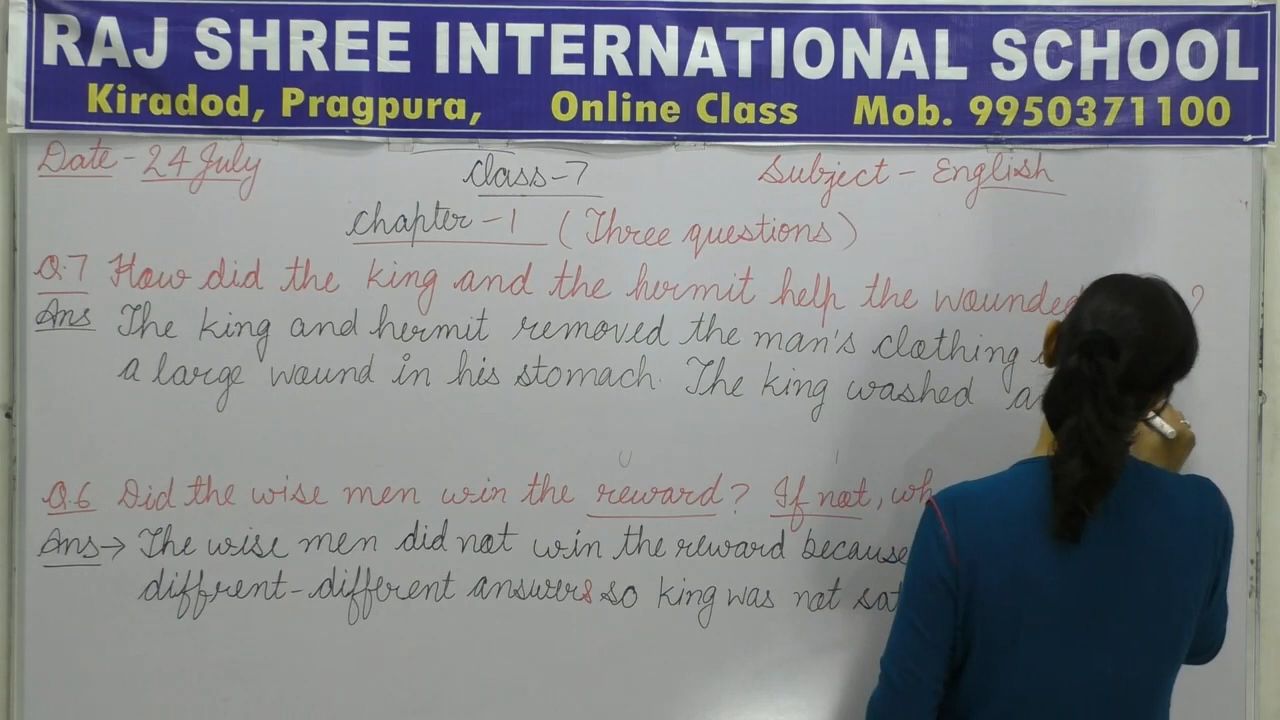 RAJ SHREE INTERNATIONAL SCHOOL
Kiradod, Pragpura, Online Class Mob. 9950371100
Date - 24 July Class-7 Subject - English
Chapter - 1 (Three questions)
Q.7 How did the king and the hermit help the wounded ?
Ans The king and hermit removed the man's clothing
a large wound in his stomach. The king washed
Q.6 Did the wise men win the reward? If not,
Ans→ The wise men did not win the reward because
diffrent-different answers so king was not